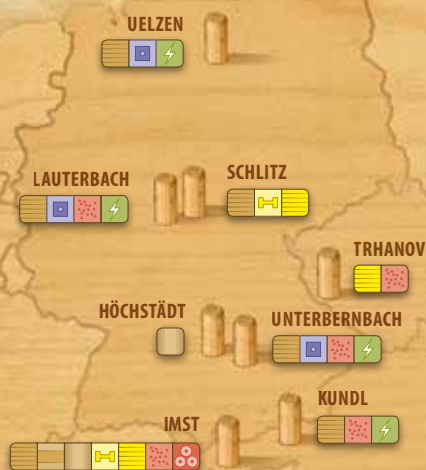 UELZEN
LAUTERBACH
SCHLITZ
TRHANOV
HÖCHSTÄDT
UNTERBERNBACH
KUNDL
IMST